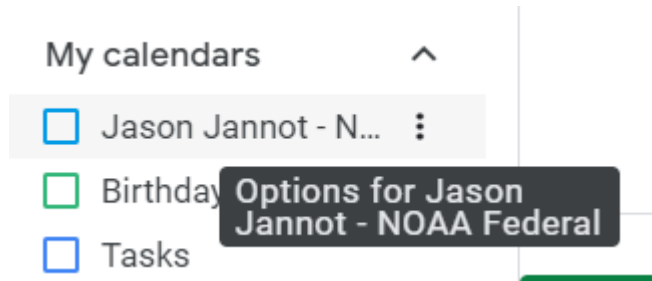 My calendars
Jason Jannot - N...
Birthday
Options for Jason
Jannot - NOAA Federal
Tasks